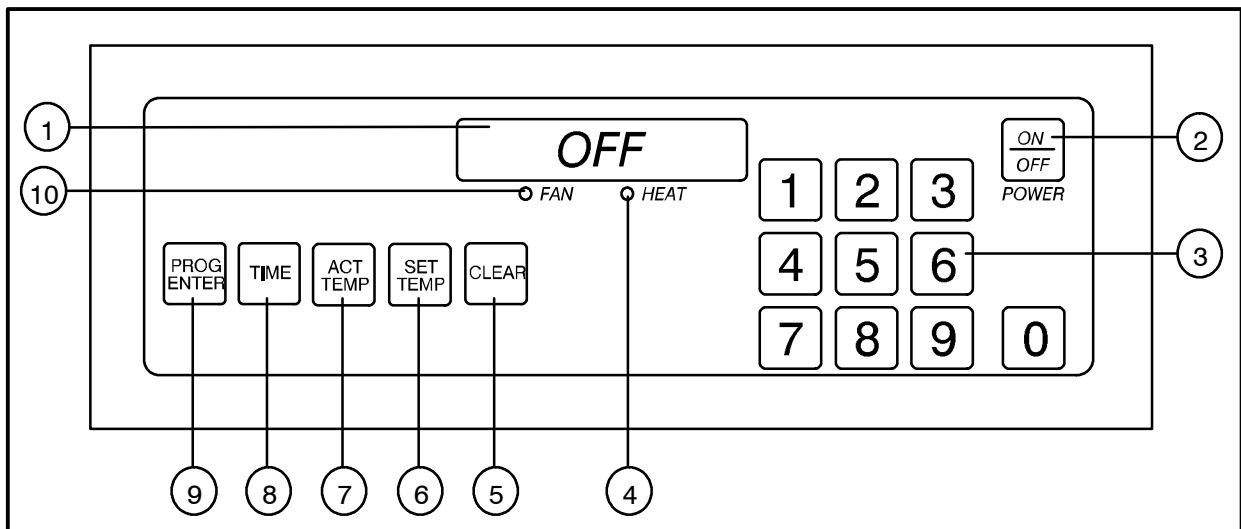 1
OFF
ON
OFF
2
10
FAN
HEAT
POWER
1 2 3
PROG
ENTER
TIME
ACT
TEMP
SET
TEMP
CLEAR
4 5 6
3
7 8 9 0
9 8 7 6 5 4